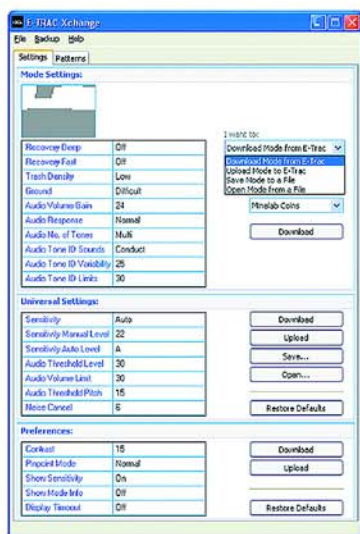 E-TRAC Xchange
File Backup Help
Settings Patterns
Mode Settings:
I want to:
Download Mode from E-Trac
Download Mode from E-Trac
Upload Mode to E-Trac
Save Mode to a File
Open Mode from a File
Minelab Coins
Download
Recovery Deep Off
Recovery Fast Off
Trash Density Low
Ground Difficult
Audio Volume Gain 24
Audio Response Normal
Audio No. of Tones Multi
Audio Tone ID Sounds Conduct
Audio Tone ID Variability 25
Audio Tone ID Limits 30
Universal Settings:
Sensitivity Auto
Sensitivity Manual Level 22
Sensitivity Auto Level A
Audio Threshold Level 30
Audio Volume Limit 30
Audio Threshold Pitch 15
Noise Cancel 6
Download
Upload
Save...
Open...
Restore Defaults
Preferences:
Contrast 15
Pinpoint Mode Normal
Show Sensitivity On
Show Mode Info Off
Display Timeout Off
Download
Upload
Restore Defaults